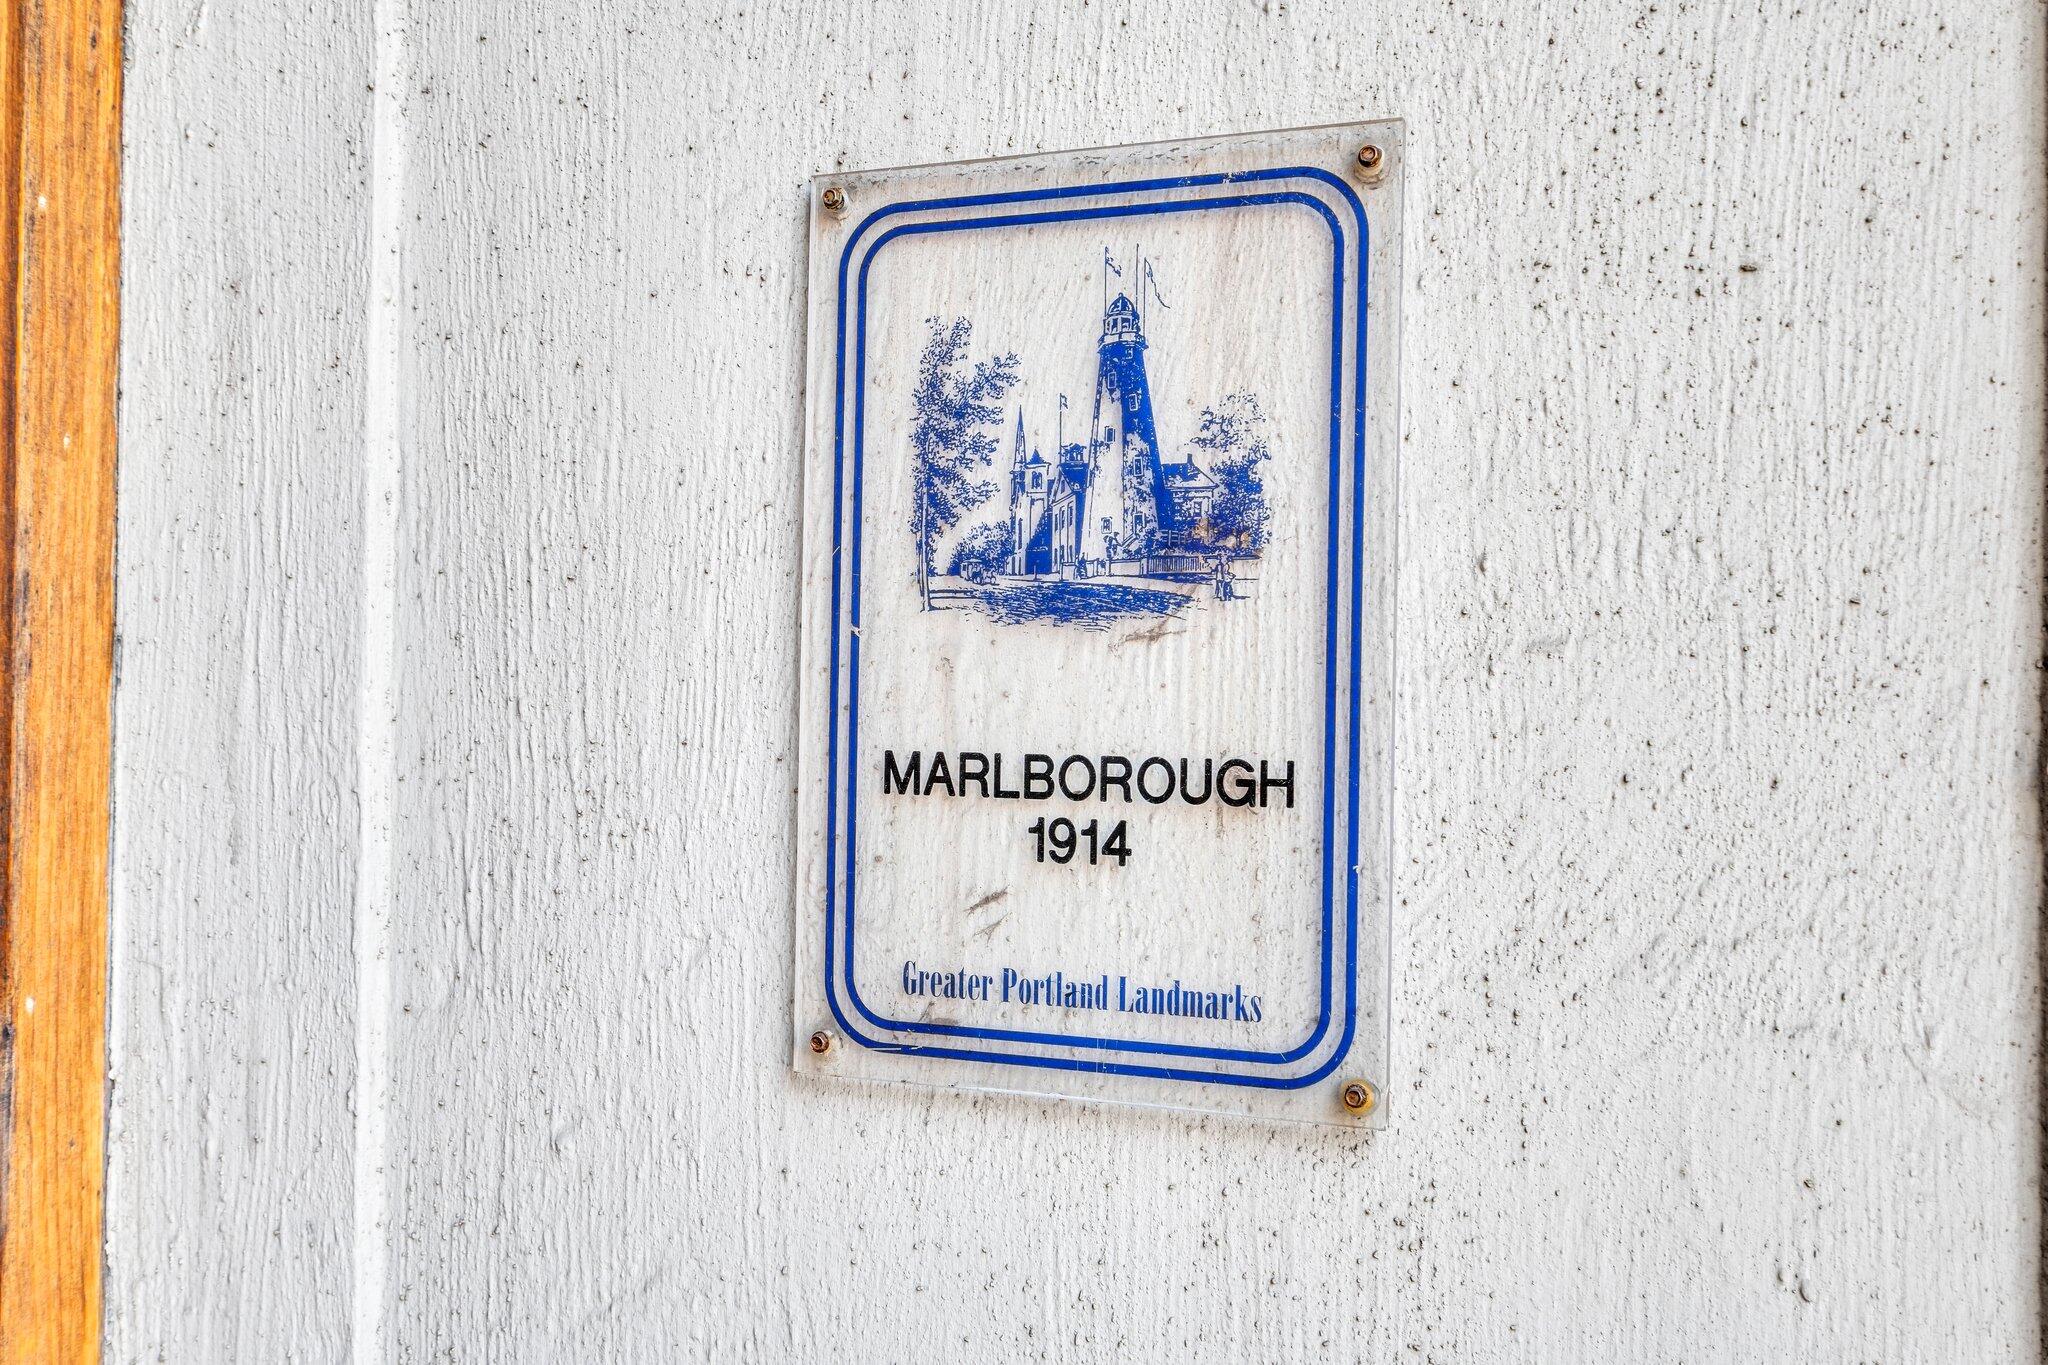 MARLBOROUGH
1914
Greater Portland Landmarks